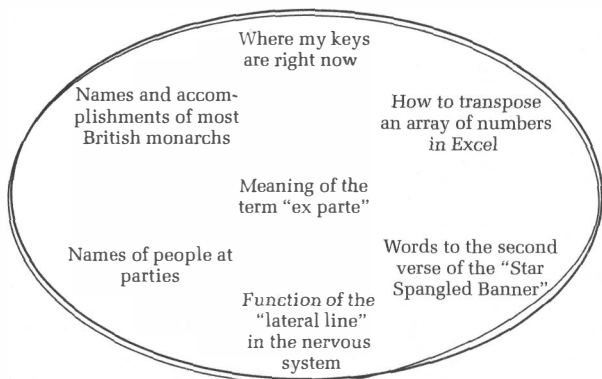 Where my keys
are right now
Names and accom-
plishments of most
British monarchs
How to transpose
an array of numbers
in Excel
Meaning of the
term “ex parte”
Names of people at
parties
Words to the second
verse of the “Star
Spangled Banner”
Function of the
“lateral line”
in the nervous
system